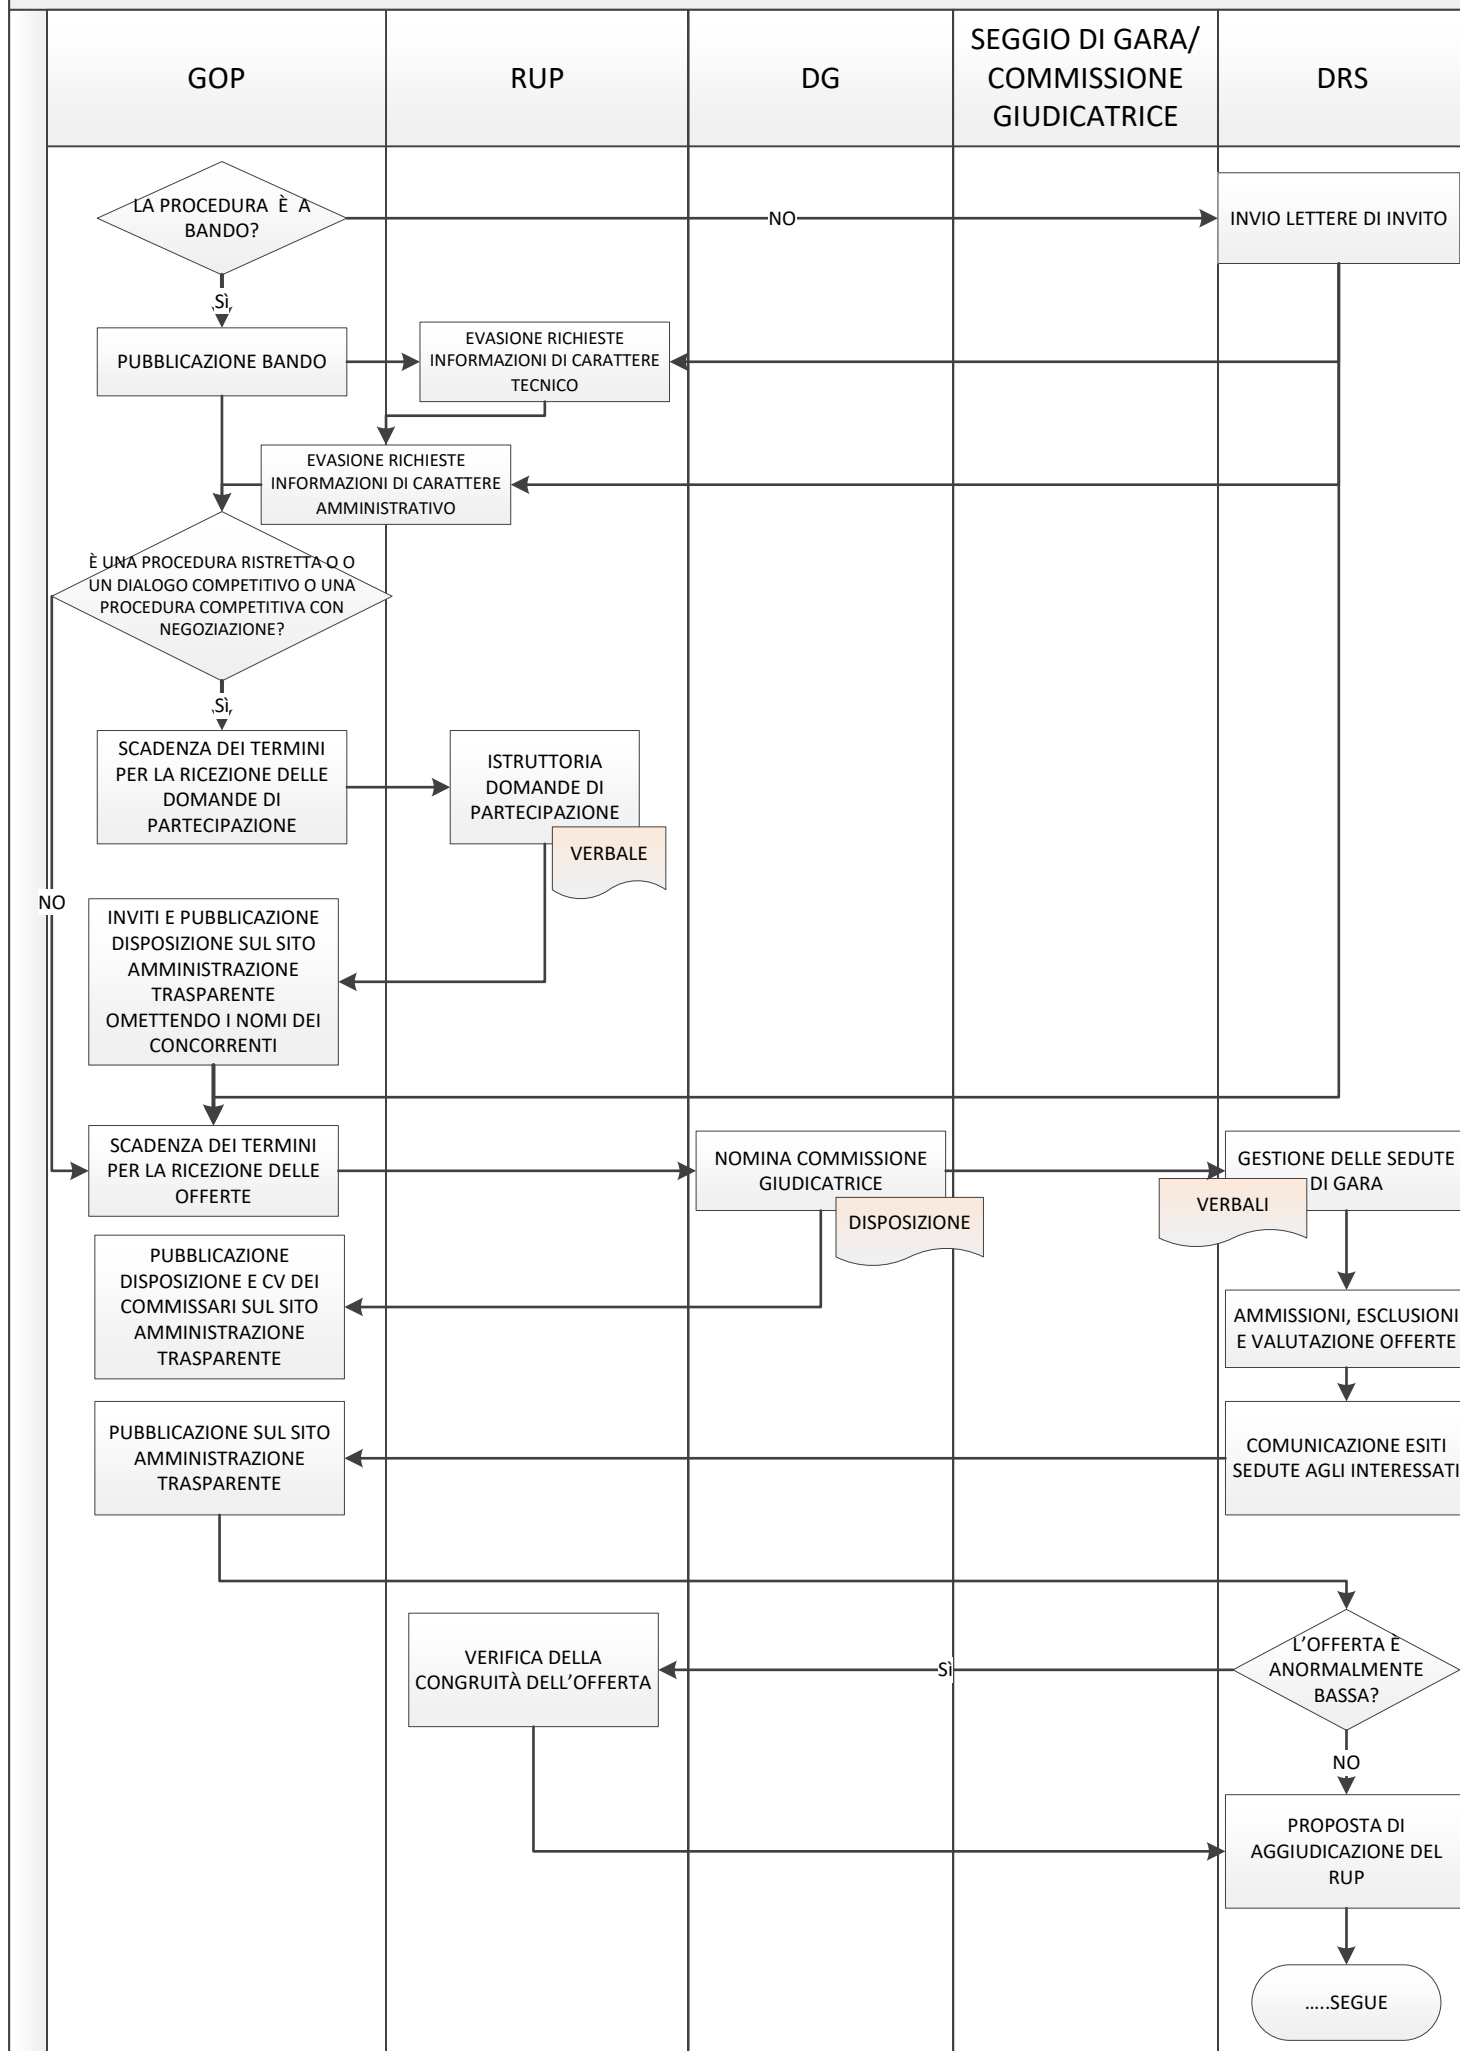 GOP
RUP
DG
SEGGIO DI GARA/
COMMISSIONE
GIUDICATRICE
DRS
LA PROCEDURA È A
BANDO?
NO
INVIO LETTERE DI INVITO
Sì
PUBBLICAZIONE BANDO
EVASIONE RICHIESTE
INFORMAZIONI DI CARATTERE
TECNICO
EVASIONE RICHIESTE
INFORMAZIONI DI CARATTERE
AMMINISTRATIVO
È UNA PROCEDURA RISTRETTA O O
UN DIALOGO COMPETITIVO O UNA
PROCEDURA COMPETITIVA CON
NEGOZIAZIONE?
Sì
SCADENZA DEI TERMINI
PER LA RICEZIONE DELLE
DOMANDE DI
PARTECIPAZIONE
ISTRUTTORIA
DOMANDE DI
PARTECIPAZIONE
VERBALE
NO
INVITI E PUBBLICAZIONE
DISPOSIZIONE SUL SITO
AMMINISTRAZIONE
TRASPARENTE
OMETTENDO I NOMI DEI
CONCORRENTI
SCADENZA DEI TERMINI
PER LA RICEZIONE DELLE
OFFERTE
NOMINA COMMISSIONE
GIUDICATRICE
DISPOSIZIONE
GESTIONE DELLE SEDUTE
DI GARA
VERBALI
PUBBLICAZIONE
DISPOSIZIONE E CV DEI
COMMISSARI SUL SITO
AMMINISTRAZIONE
TRASPARENTE
AMMISSIONI, ESCLUSIONI
E VALUTAZIONE OFFERTE
PUBBLICAZIONE SUL SITO
AMMINISTRAZIONE
TRASPARENTE
COMUNICAZIONE ESITI
SEDUTE AGLI INTERESSATI
L'OFFERTA È
ANORMALMENTE
BASSA?
Sì
VERIFICA DELLA
CONGRUITÀ DELL'OFFERTA
NO
PROPOSTA DI
AGGIUDICAZIONE DEL
RUP
.....SEGUE